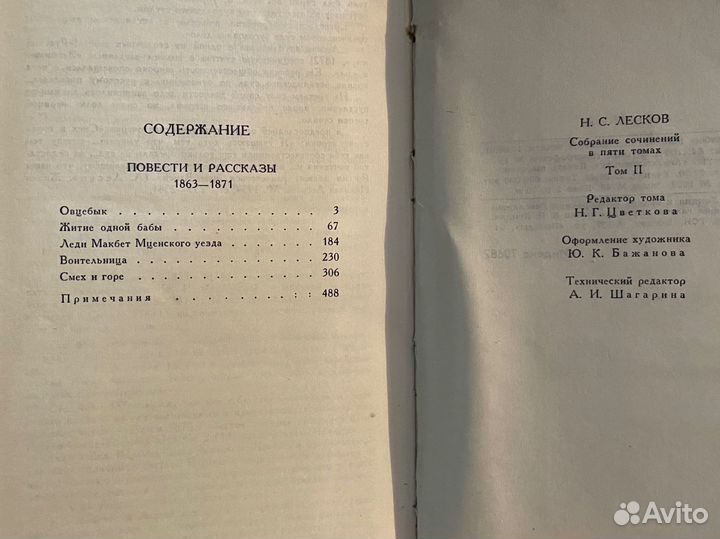 СОДЕРЖАНИЕ
ПОВЕСТИ И РАССКАЗЫ
1863—1871
Овцебык . . . . . . . . . . . . . . . 3
Житие одной бабы . . . . . . . . . . . 67
Леди Макбет Мценского уезда . . . . . . . 184
Воительница . . . . . . . . . . . . . 230
Смех и горе . . . . . . . . . . . . . 306
Примечания . . . . . . . . : : 488
Н. С. ЛЕСКОВ
Собрание сочинений
в пяти томах
Том II
Редактор тома
Н. Г. Цветкова
Оформление художника
Ю. К. Бажанова
Технический редактор
А. И. Шагарина
Avito